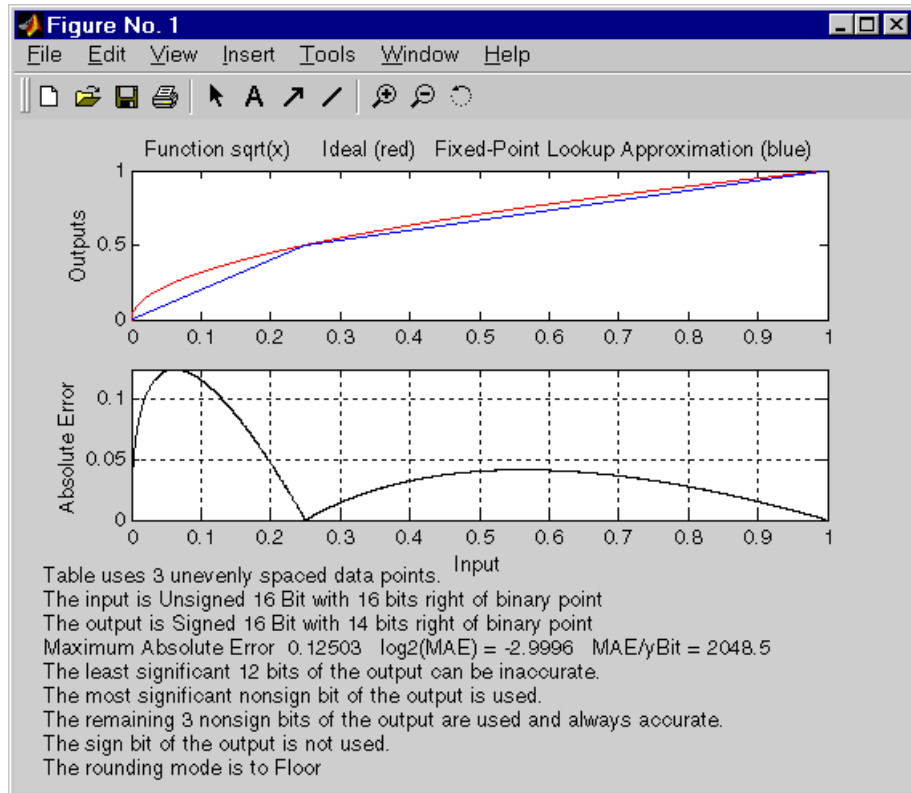 Figure No. 1
File Edit View Insert Tools Window Help
A
Function sqrt(x) Ideal (red) Fixed-Point Lookup Approximation (blue)
1
0.5
0
Outputs
0 0.1 0.2 0.3 0.4 0.5 0.6 0.7 0.8 0.9 1
0.1
0.05
0
Absolute Error
0 0.1 0.2 0.3 0.4 0.5 0.6 0.7 0.8 0.9 1
Input
Table uses 3 unevenly spaced data points.
The input is Unsigned 16 Bit with 16 bits right of binary point
The output is Signed 16 Bit with 14 bits right of binary point
Maximum Absolute Error 0.12503 log2(MAE) = -2.9996 MAE/yBit = 2048.5
The least significant 12 bits of the output can be inaccurate.
The most significant nonsign bit of the output is used.
The remaining 3 nonsign bits of the output are used and always accurate.
The sign bit of the output is not used.
The rounding mode is to Floor